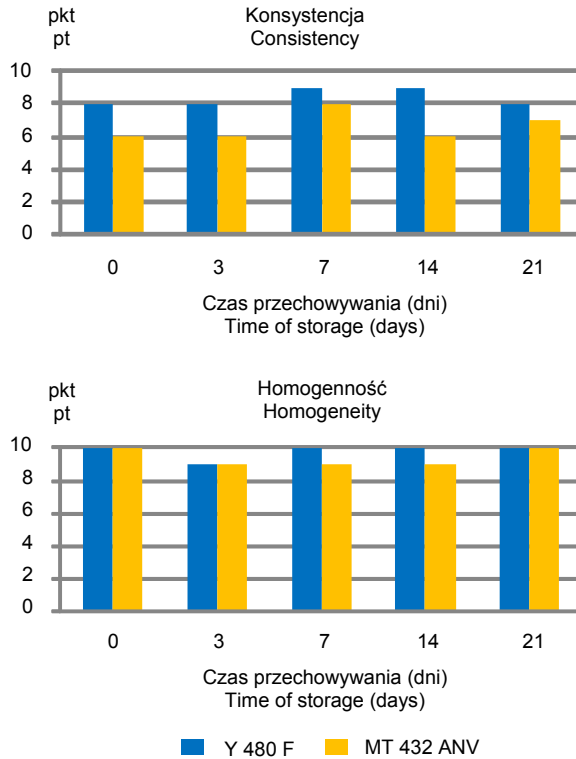 pkt
pt
Konsystencja
Consistency
10
8
6
4
2
0
0 3 7 14 21
Czas przechowywania (dni)
Time of storage (days)
pkt
pt
Homogenność
Homogeneity
10
8
6
4
2
0
0 3 7 14 21
Czas przechowywania (dni)
Time of storage (days)
Y 480 F MT 432 ANV